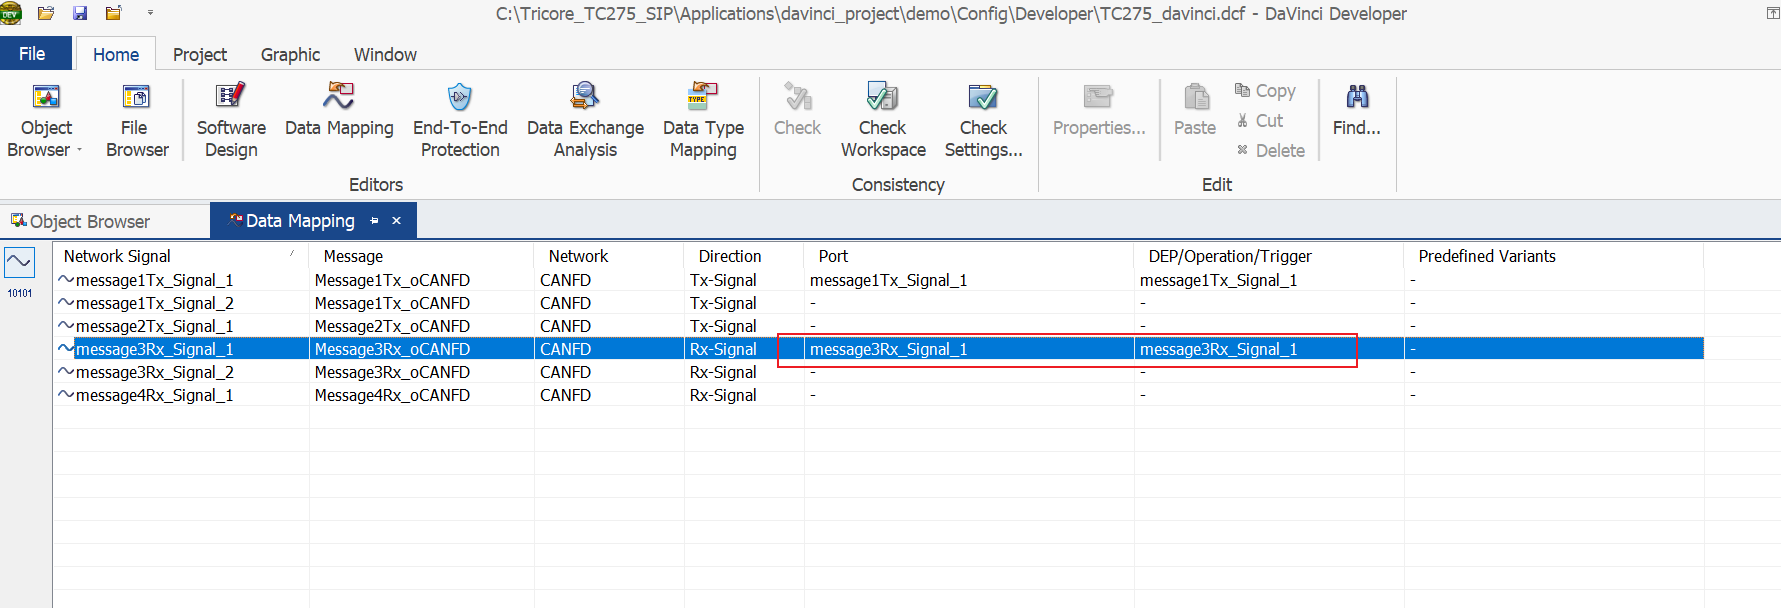 DEV
C:\Tricore_TC275_SIP\Applications\davinci_project\demo\Config\Developer\TC275_davinci.dcf - DaVinci Developer
File Home Project Graphic Window
Object Browser
File Browser
Software Design
Data Mapping
End-To-End Protection
Data Exchange Analysis
TYPE
Data Type Mapping
Check
Check Workspace
Check Settings...
Properties...
Paste
Copy
Cut
Delete
Find...
Editors Consistency Edit
Object Browser Data Mapping
Network Signal Message Network Direction Port DEP/Operation/Trigger Predefined Variants
message1Tx_Signal_1 Message1Tx_oCANFD CANFD Tx-Signal message1Tx_Signal_1 message1Tx_Signal_1 -
message1Tx_Signal_2 Message1Tx_oCANFD CANFD Tx-Signal - - -
message2Tx_Signal_1 Message2Tx_oCANFD CANFD Tx-Signal - - -
message3Rx_Signal_1 Message3Rx_oCANFD CANFD Rx-Signal message3Rx_Signal_1 message3Rx_Signal_1 -
message3Rx_Signal_2 Message3Rx_oCANFD CANFD Rx-Signal - - -
message4Rx_Signal_1 Message4Rx_oCANFD CANFD Rx-Signal - - -
10101